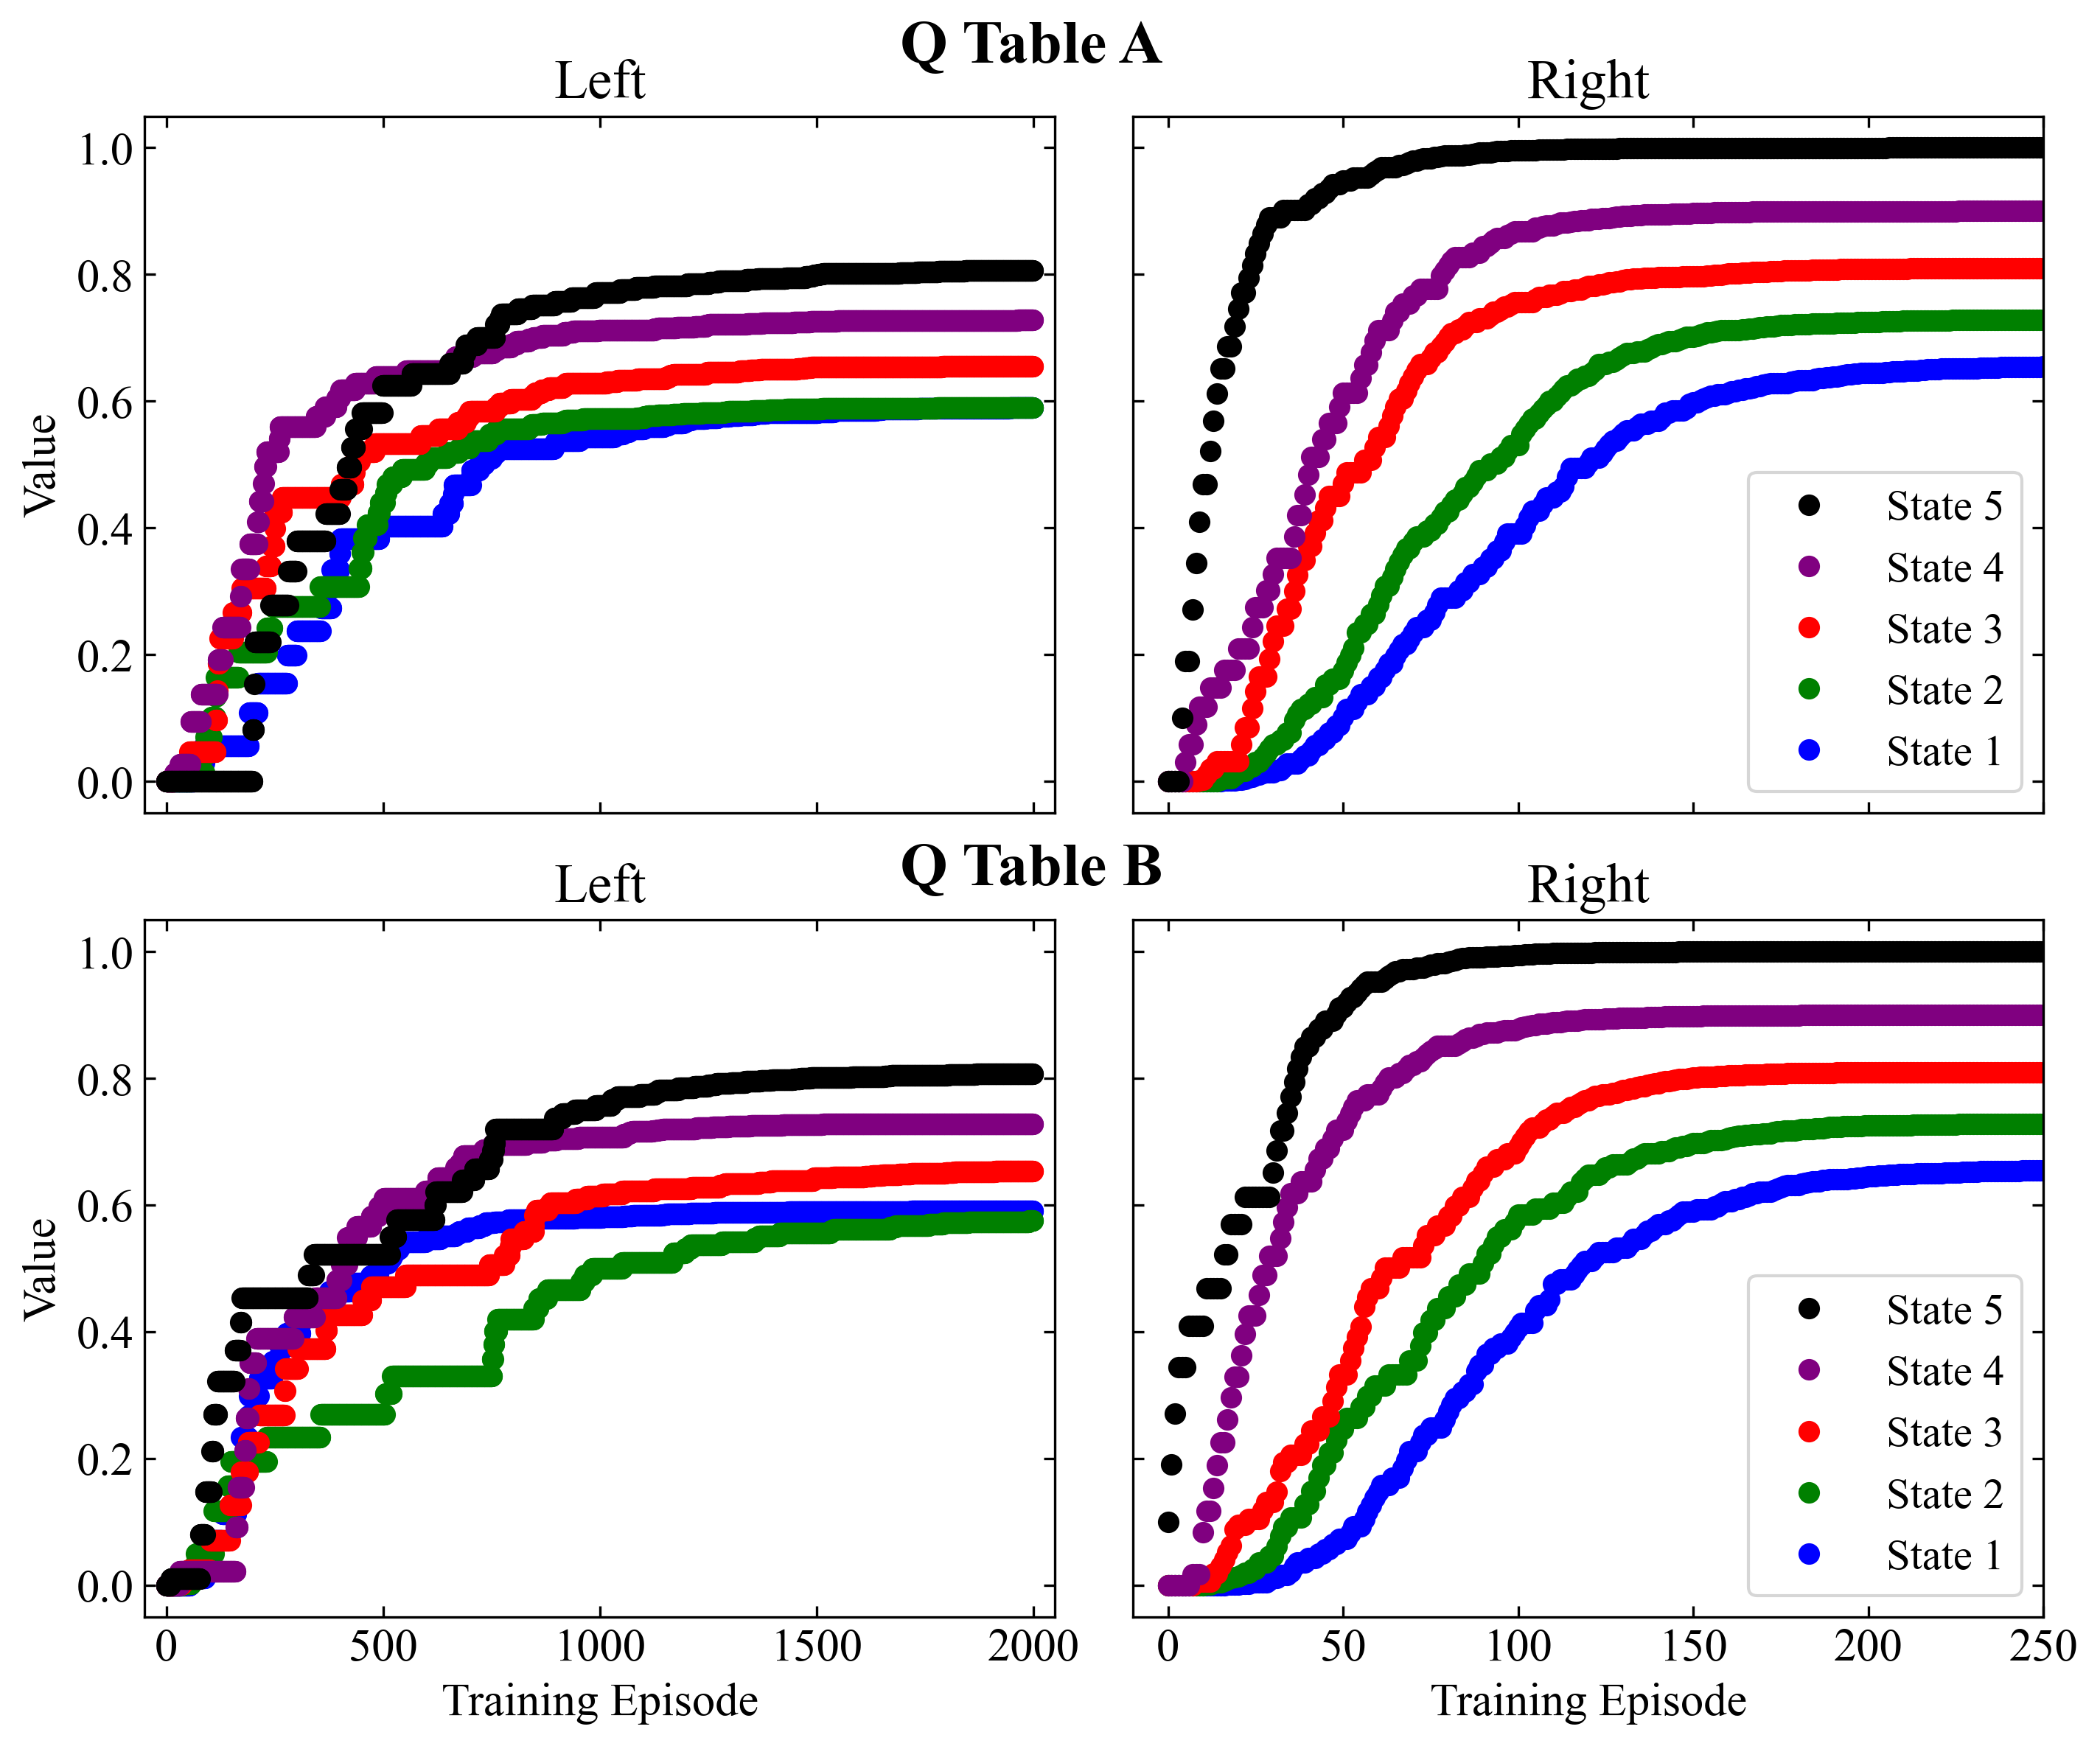 Q Table A
Left
Right
Value
1.0
0.8
0.6
0.4
0.2
0.0
State 5
State 4
State 3
State 2
State 1
Q Table B
Left
Right
Value
1.0
0.8
0.6
0.4
0.2
0.0
State 5
State 4
State 3
State 2
State 1
0 500 1000 1500 2000
0 50 100 150 200 250
Training Episode
Training Episode